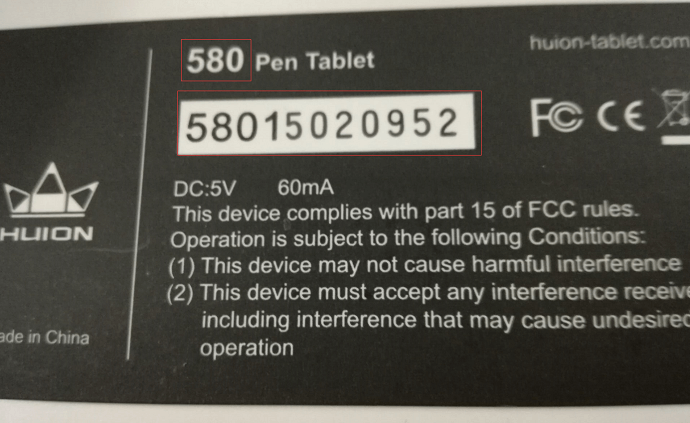 580 Pen Tablet
huion-tablet.com
58015020952
FC CE
HUION
DC:5V 60mA
This device complies with part 15 of FCC rules.
Operation is subject to the following Conditions:
(1) This device may not cause harmful interference
(2) This device must accept any interference receive
including interference that may cause undesired
operation
ade in China